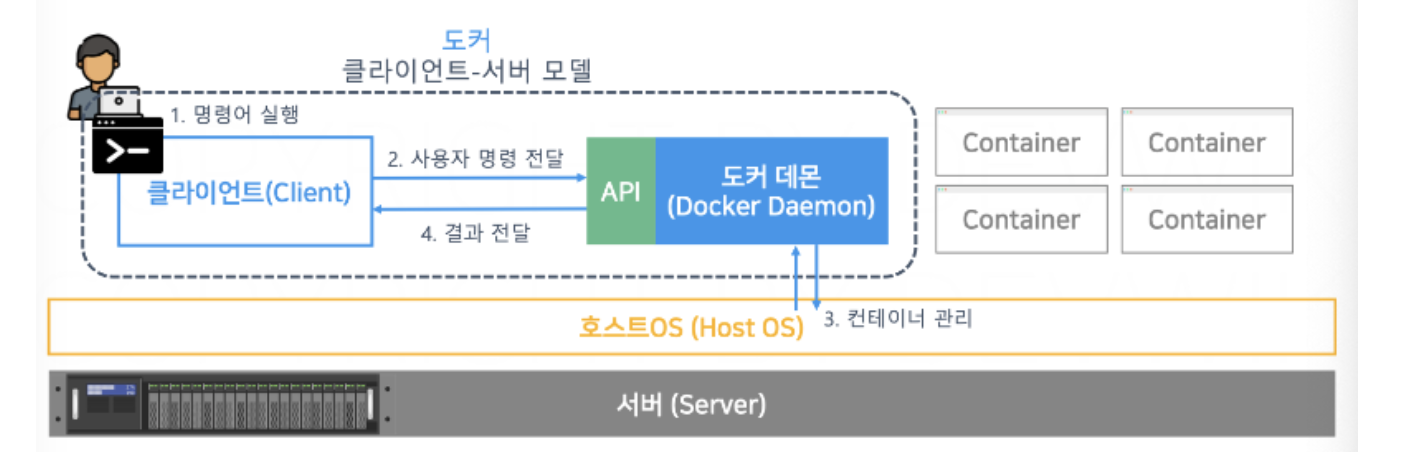 도커
클라이언트-서버 모델
1. 명령어 실행
클라이언트(Client)
2. 사용자 명령 전달
4. 결과 전달
API
도커 데몬
(Docker Daemon)
Container
Container
Container
Container
호스트OS (Host OS)
3. 컨테이너 관리
서버 (Server)